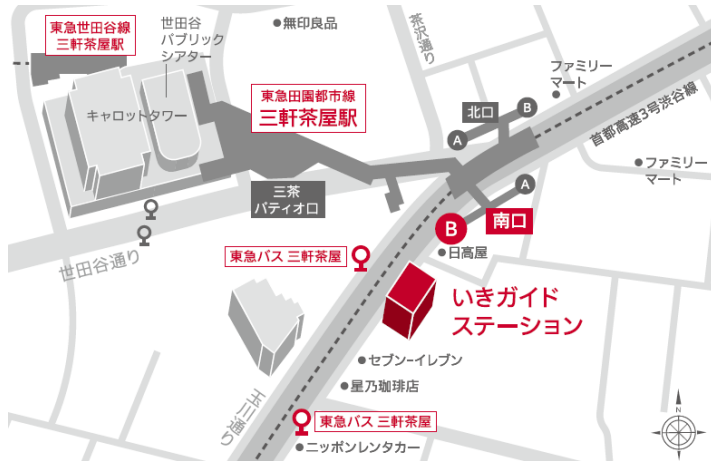 東急世田谷線
三軒茶屋駅
世田谷
パブリック
シアター
●無印良品
茶沢通り
ファミリー
マート
首都高速3号渋谷線
東急田園都市線
三軒茶屋駅
キャロットタワー
北口
B
A
●ファミリー
マート
三茶
パティオ口
A
南口
B
●日高屋
世田谷通り
東急バス 三軒茶屋
いきガイド
ステーション
●セブン-イレブン
●星乃珈琲店
玉川通り
東急バス 三軒茶屋
●ニッポンレンタカー
N